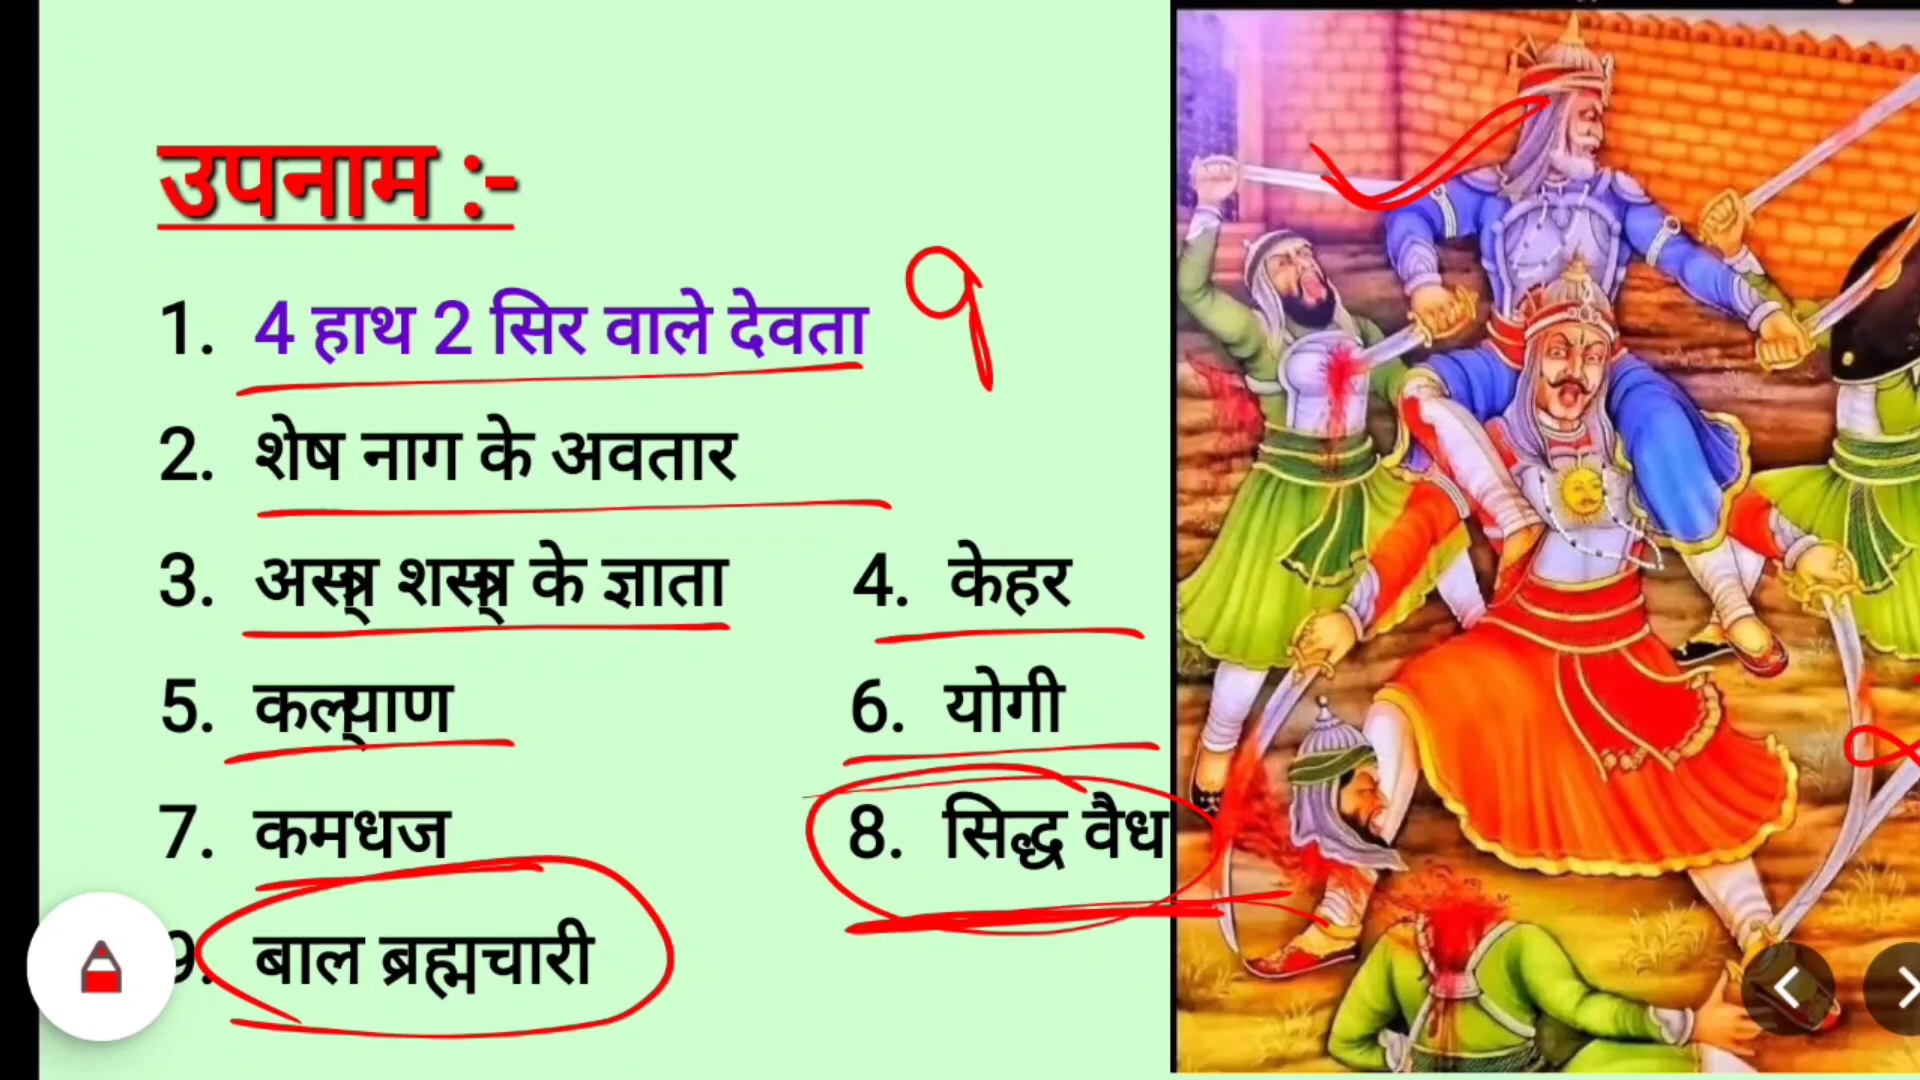 उपनाम :-
1. 4 हाथ 2 सिर वाले देवता
9
2. शेष नाग के अवतार
3. अस्त्र शस्त्र के ज्ञाता 4. केहर
5. कल्याण 6. योगी
7. कमधज 8. सिद्ध वैध
9. बाल ब्रह्मचारी